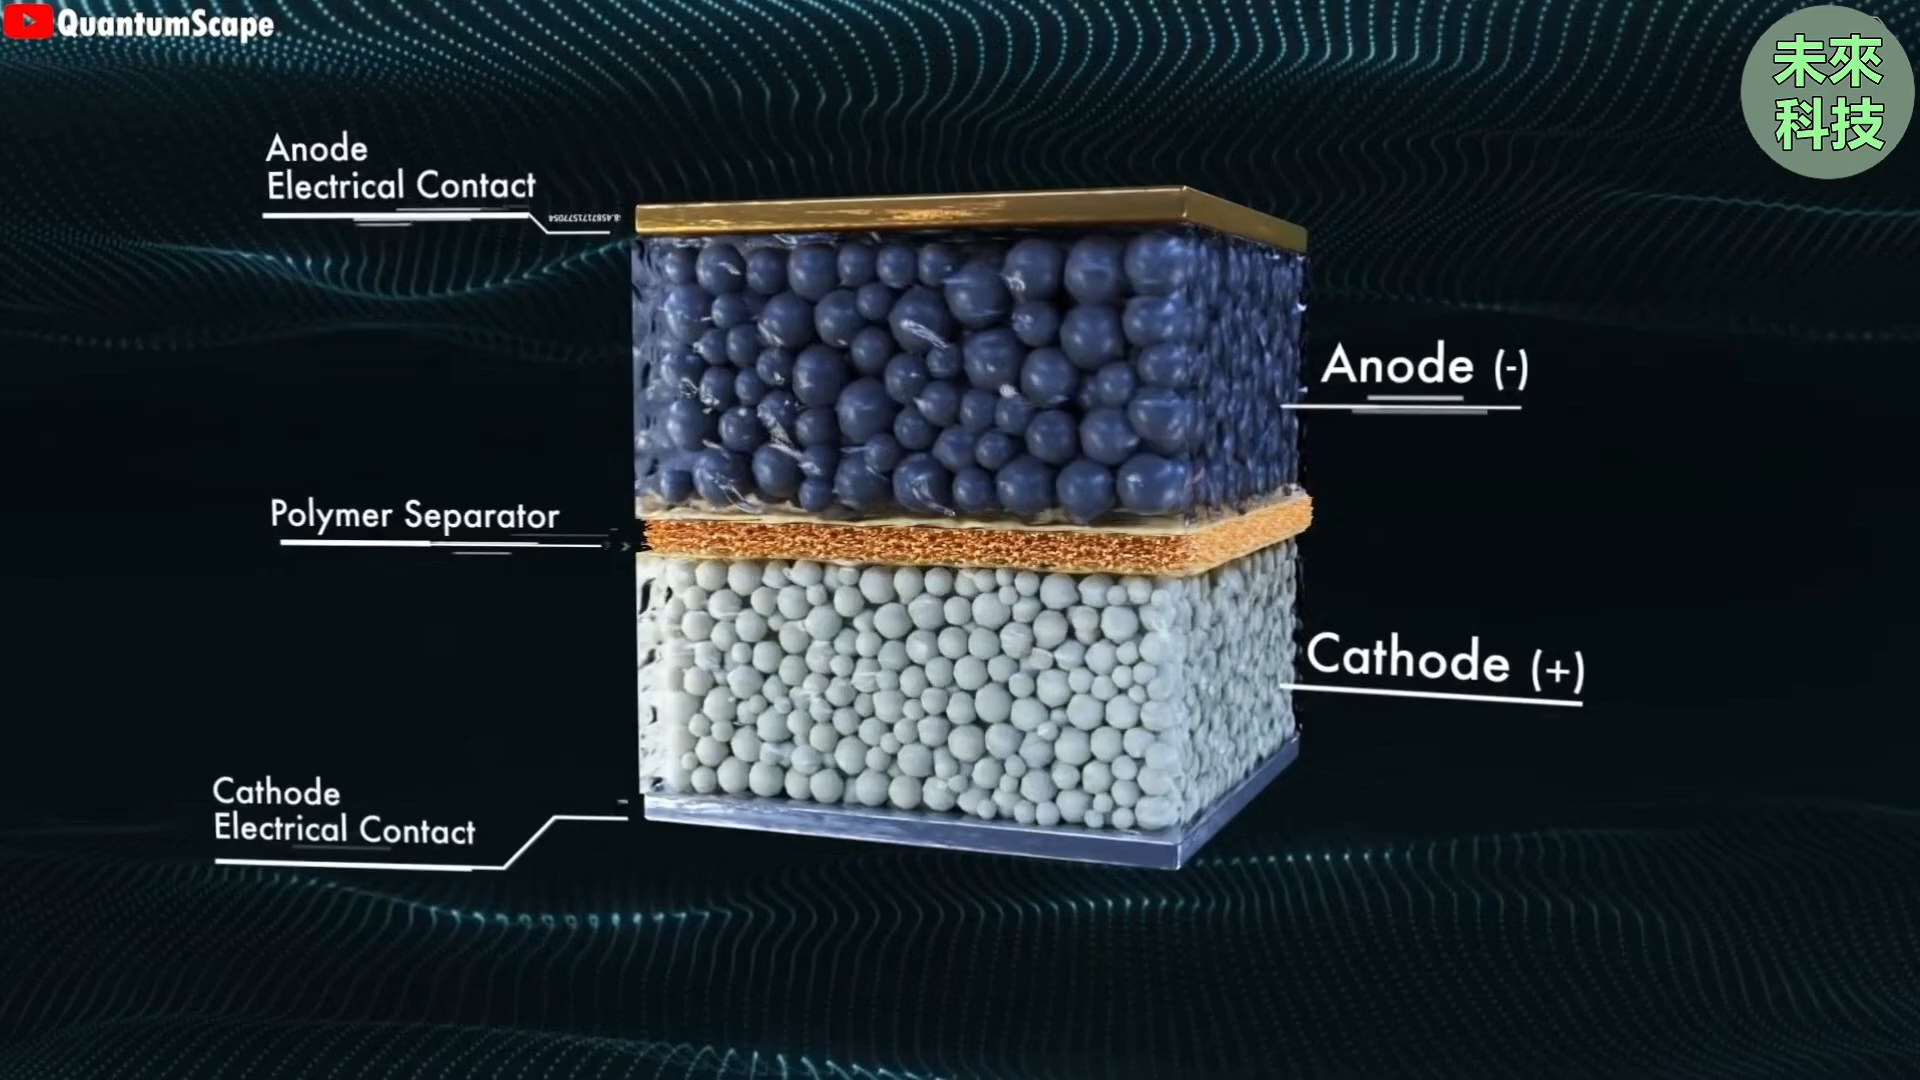 QuantumScape
未來
科技
Anode
Electrical Contact
Anode (-)
Polymer Separator
Cathode (+)
Cathode
Electrical Contact